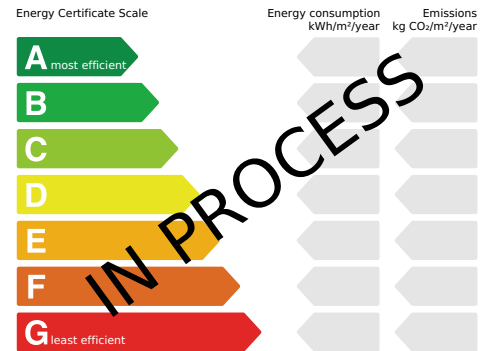 Energy Certificate Scale
Energy consumption
kWh/m²/year
Emissions
kg CO₂/m²/year
A most efficient
B
C
D
E
F
G least efficient
IN PROCESS